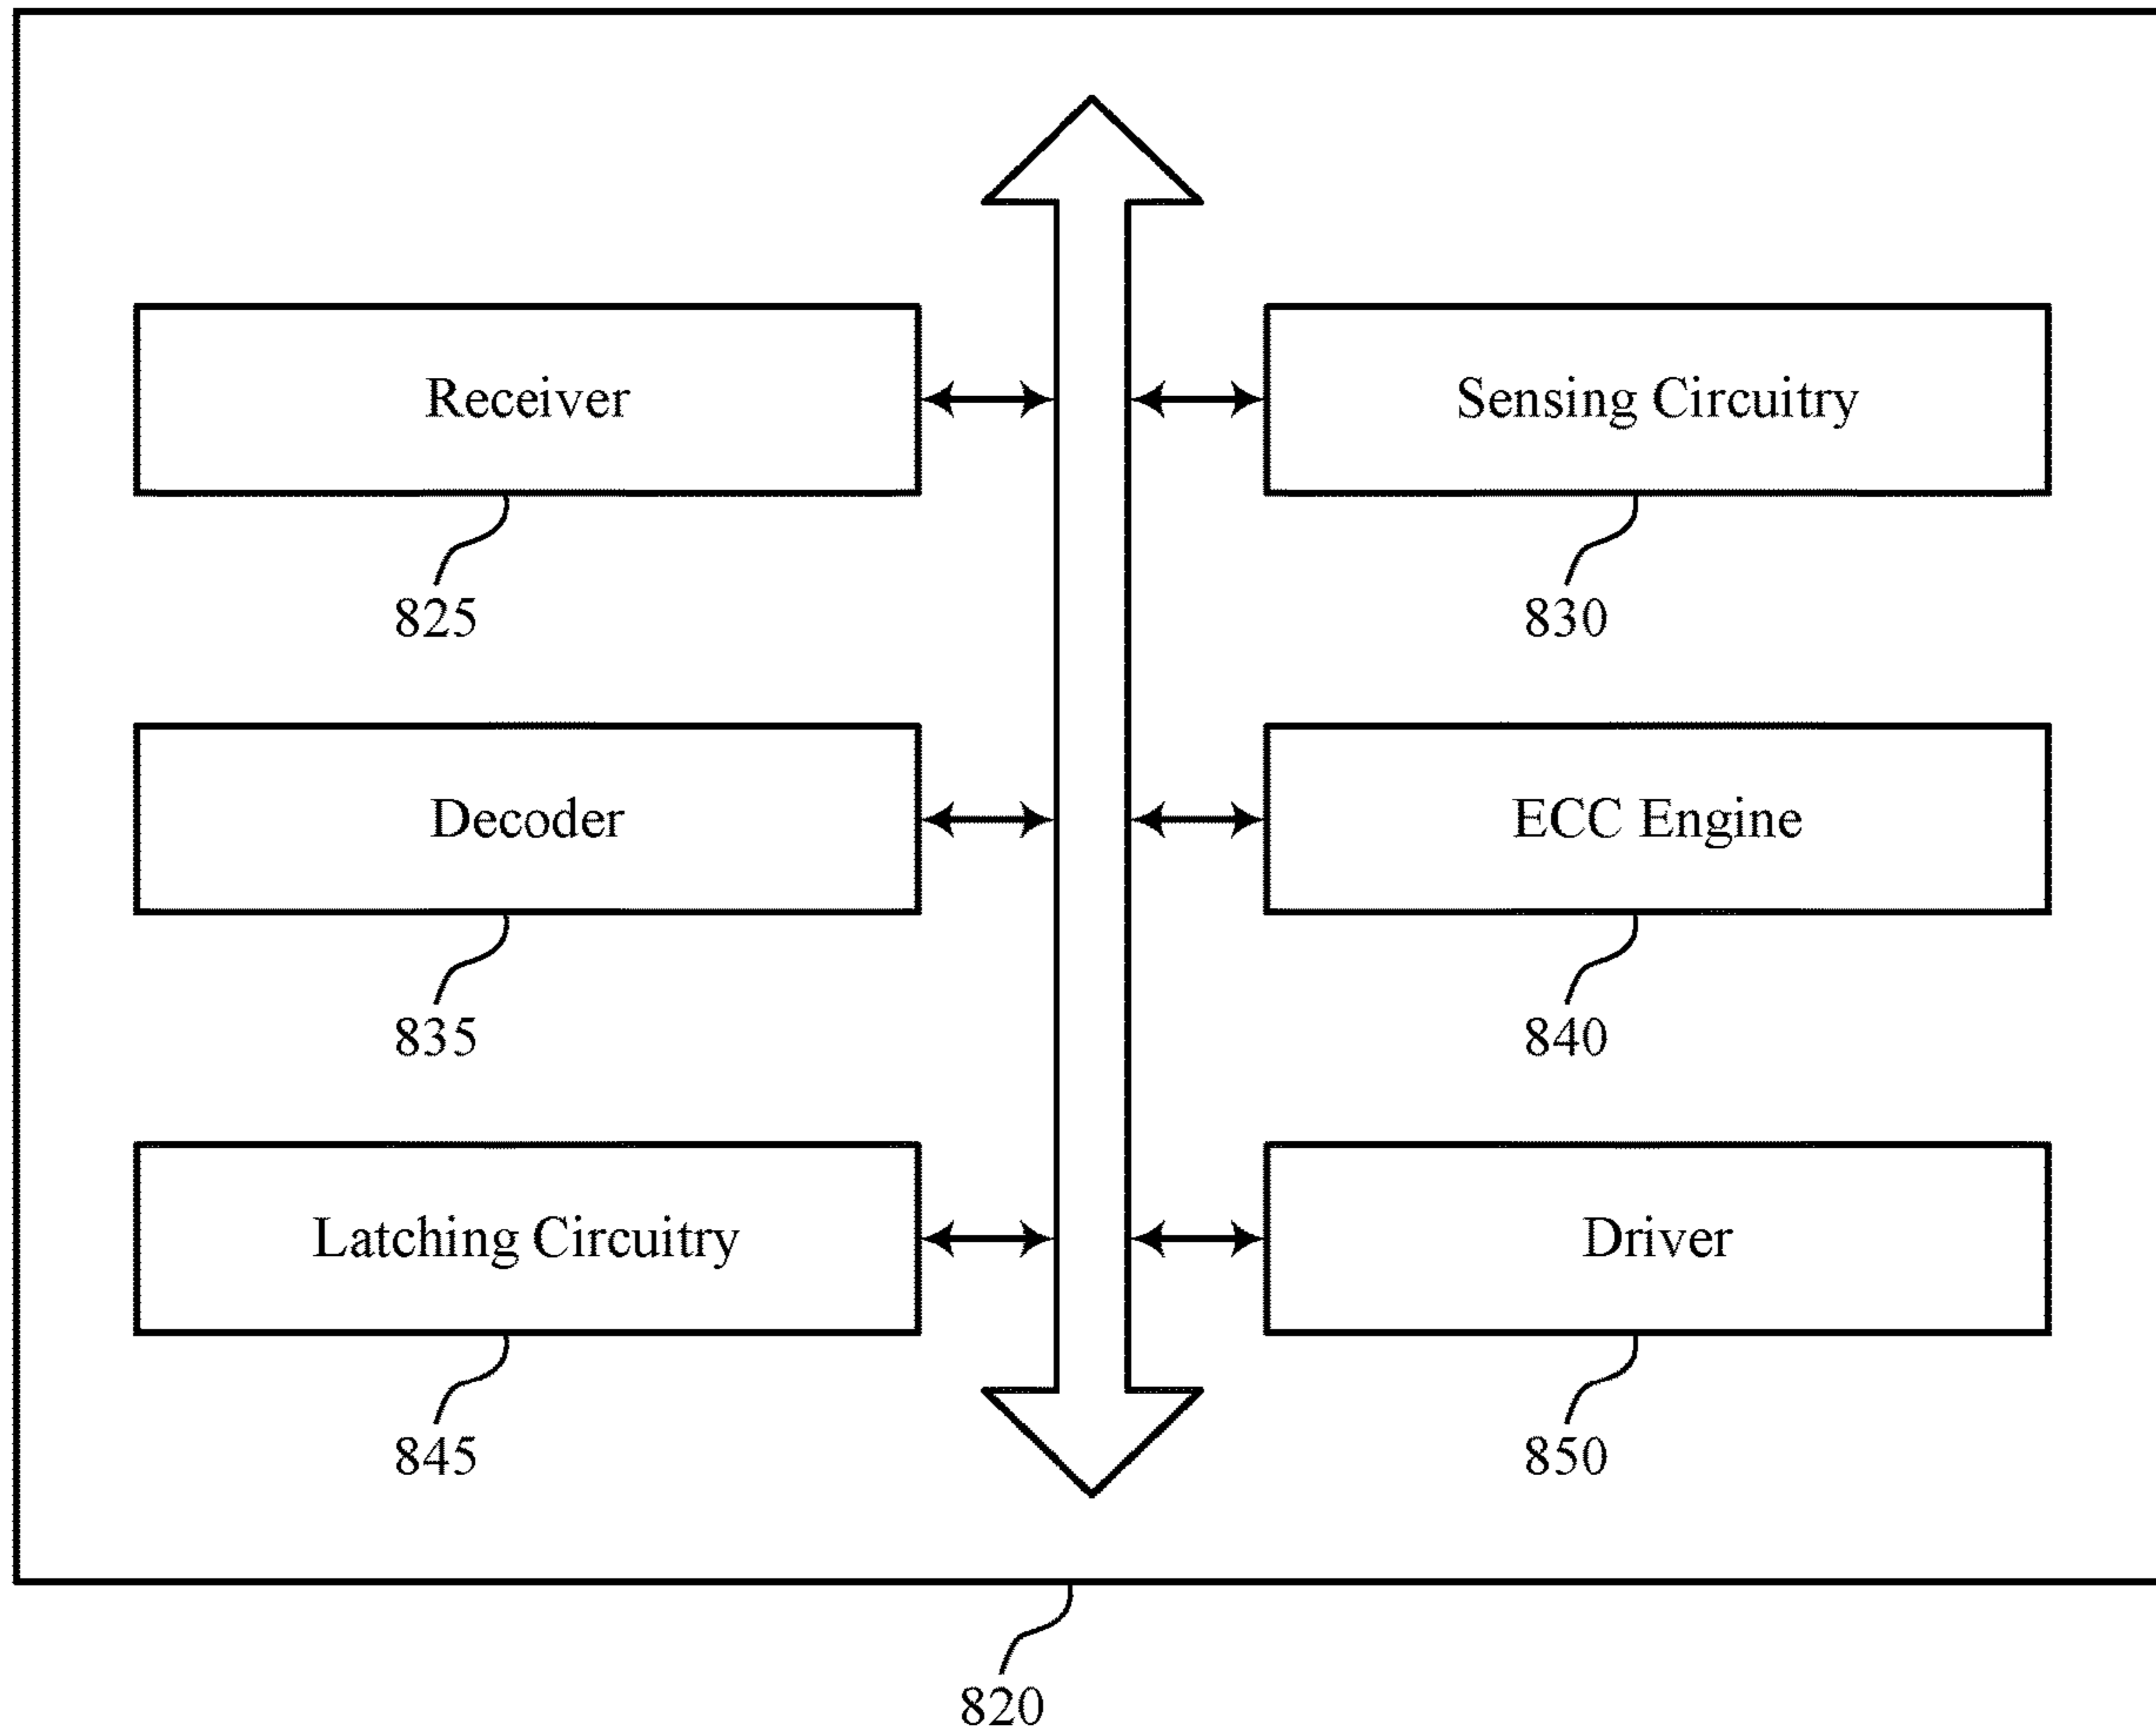 Receiver
Sensing Circuitry
825
830
Decoder
ECC Engine
835
840
Latching Circuitry
Driver
845
850
820